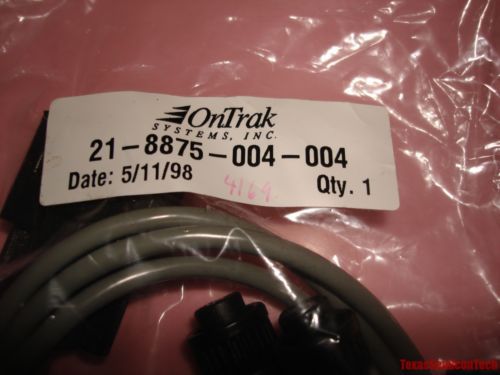 OnTrak
SYSTEMS, INC.
21-8875-004-004
Date: 5/11/98
4169
Qty. 1